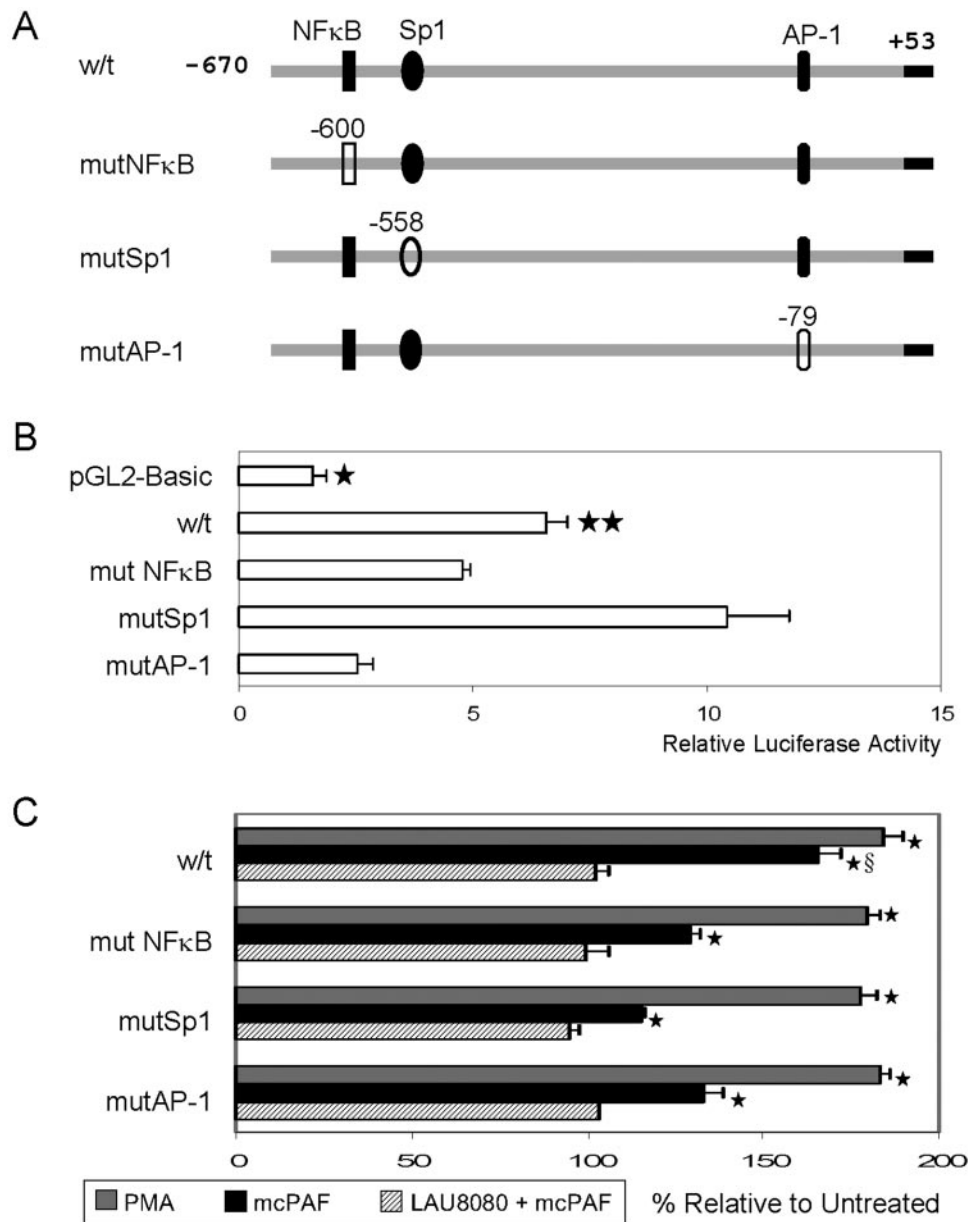 A
NFκB Sp1 AP-1 +53
w/t -670
-600
mutNFκB
-558
mutSp1
-79
mutAP-1
B
pGL2-Basic ★
w/t ★★
mut NFκB
mutSp1
mutAP-1
0 5 10 15
Relative Luciferase Activity
C
w/t ★ ★ §
mut NFκB ★ ★
mutSp1 ★ ★
mutAP-1 ★ ★
0 50 100 150 200
PMA mcPAF LAU8080 + mcPAF % Relative to Untreated